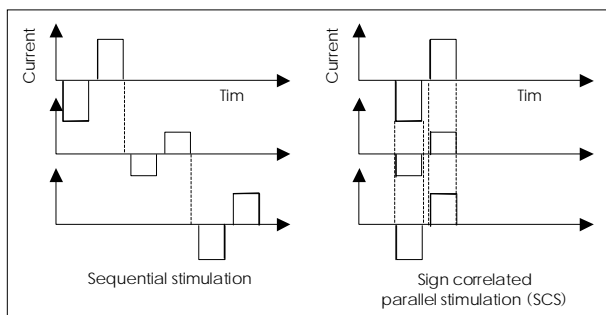 Current
Tim
Sequential stimulation
Current
Tim
Sign correlated
parallel stimulation (SCS)